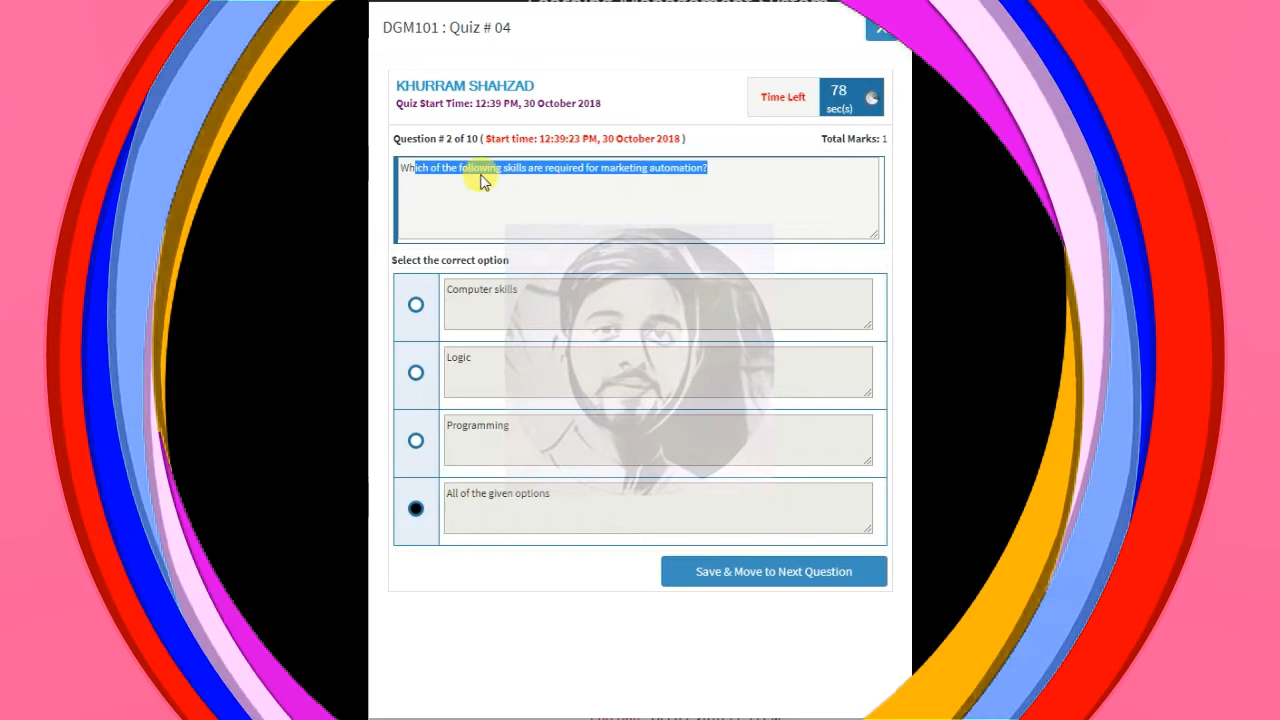 DGM101 : Quiz # 04
KHURRAM SHAHZAD
Quiz Start Time: 12:39 PM, 30 October 2018
Time Left
78
sec(s)
Question # 2 of 10 ( Start time: 12:39:23 PM, 30 October 2018 )
Total Marks: 1
Which of the following skills are required for marketing automation?
Select the correct option
Computer skills
Logic
Programming
All of the given options
Save & Move to Next Question